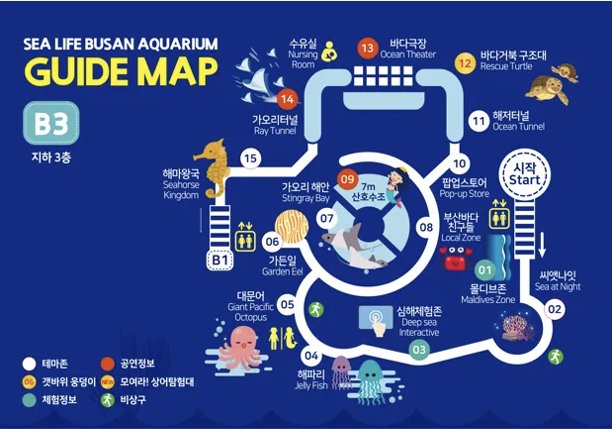 SEA LIFE BUSAN AQUARIUM
GUIDE MAP
B3
지하 3층
수유실
Nursing
Room
13
바다극장
Ocean Theater
12
바다거북 구조대
Rescue Turtle
14
가오리터널
Ray Tunnel
11
해저터널
Ocean Tunnel
15
해마왕국
Seahorse
Kingdom
10
팝업스토어
Pop-up Store
시작
Start
가오리 해안
Stingray Bay
09
7m
산호수조
07
08
부산바다
친구들
Local Zone
06
가든일
Garden Eel
B1
01
몰디브존
Maldives Zone
씨앳나잇
Sea at Night
02
대문어
Giant Pacific
Octopus
05
심해체험존
Deep sea
Interactive
03
04
해파리
Jelly Fish
테마존
공연정보
갯바위 웅덩이
NEW
모여라! 상어탐험대
체험정보
비상구